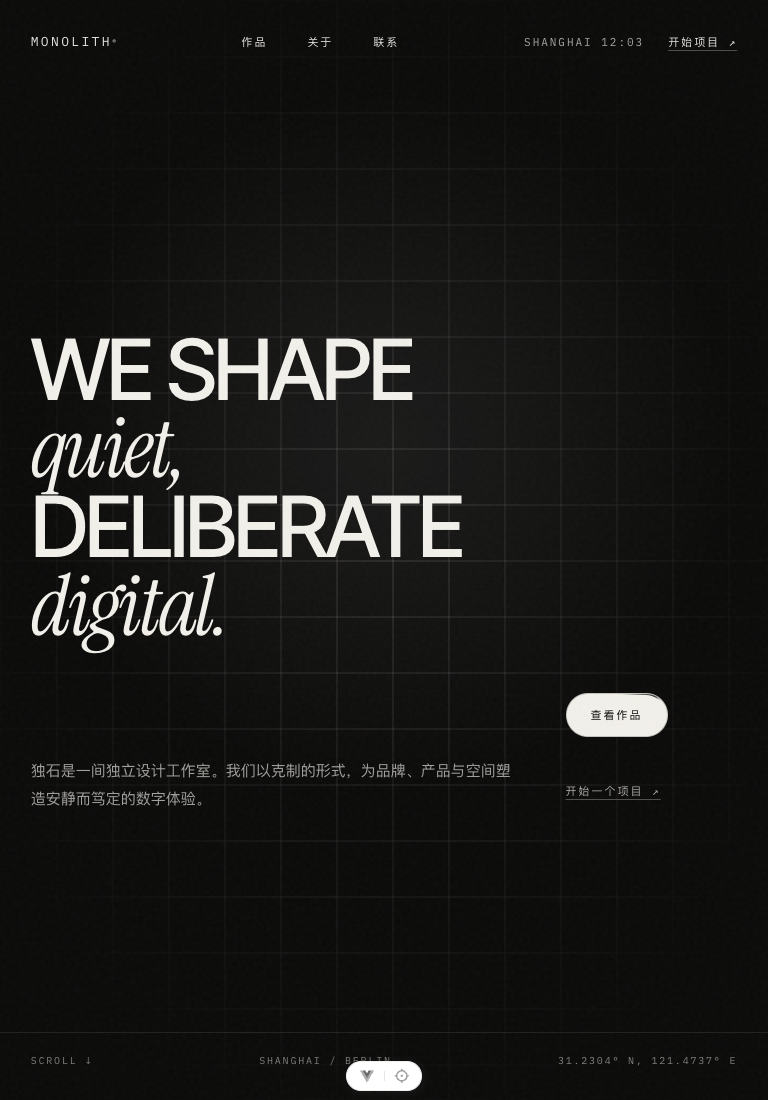 MONOLITH®
作品 关于 联系
SHANGHAI 12:03 开始项目 ↗
WE SHAPE
quiet,
DELIBERATE
digital.
查看作品
独石是一间独立设计工作室。我们以克制的形式，为品牌、产品与空间塑
造安静而笃定的数字体验。
开始一个项目 ↗
SCROLL ↓
SHANGHAI / BERLIN
31.2304° N, 121.4737° E